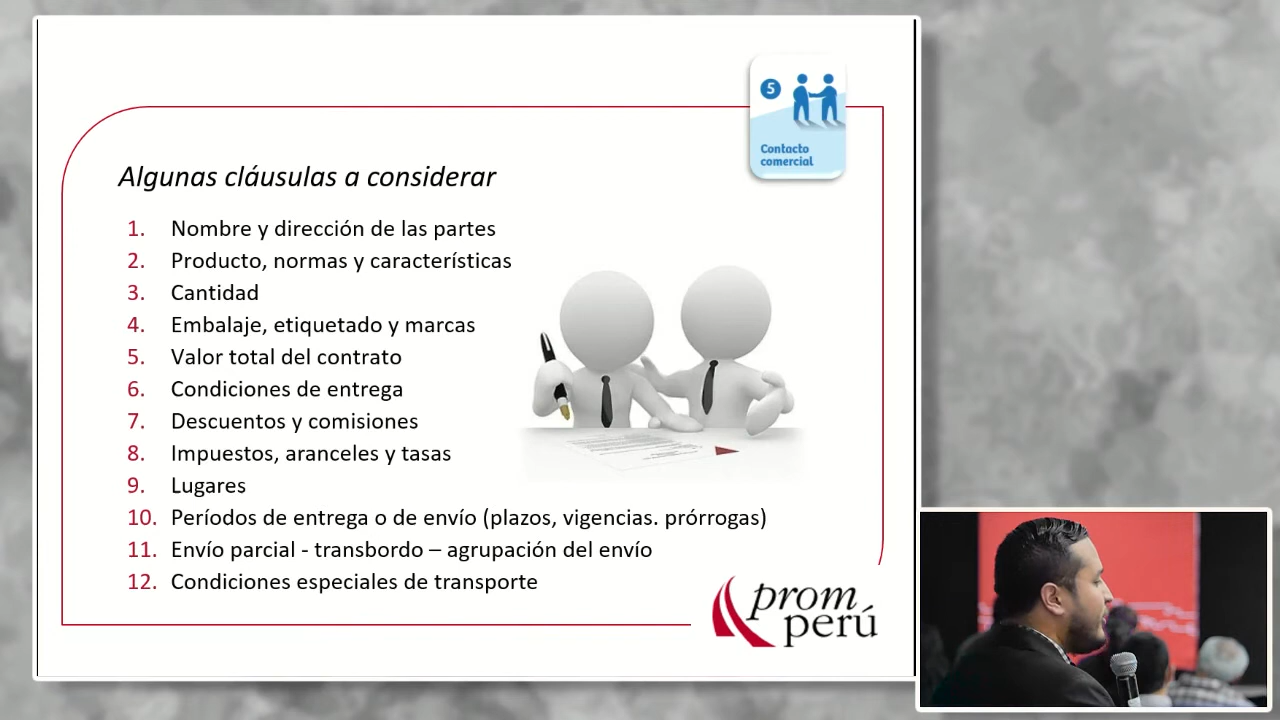 5
Contacto
comercial
Algunas cláusulas a considerar
1. Nombre y dirección de las partes
2. Producto, normas y características
3. Cantidad
4. Embalaje, etiquetado y marcas
5. Valor total del contrato
6. Condiciones de entrega
7. Descuentos y comisiones
8. Impuestos, aranceles y tasas
9. Lugares
10. Períodos de entrega o de envío (plazos, vigencias. prórrogas)
11. Envío parcial - transbordo – agrupación del envío
12. Condiciones especiales de transporte
prom
perú